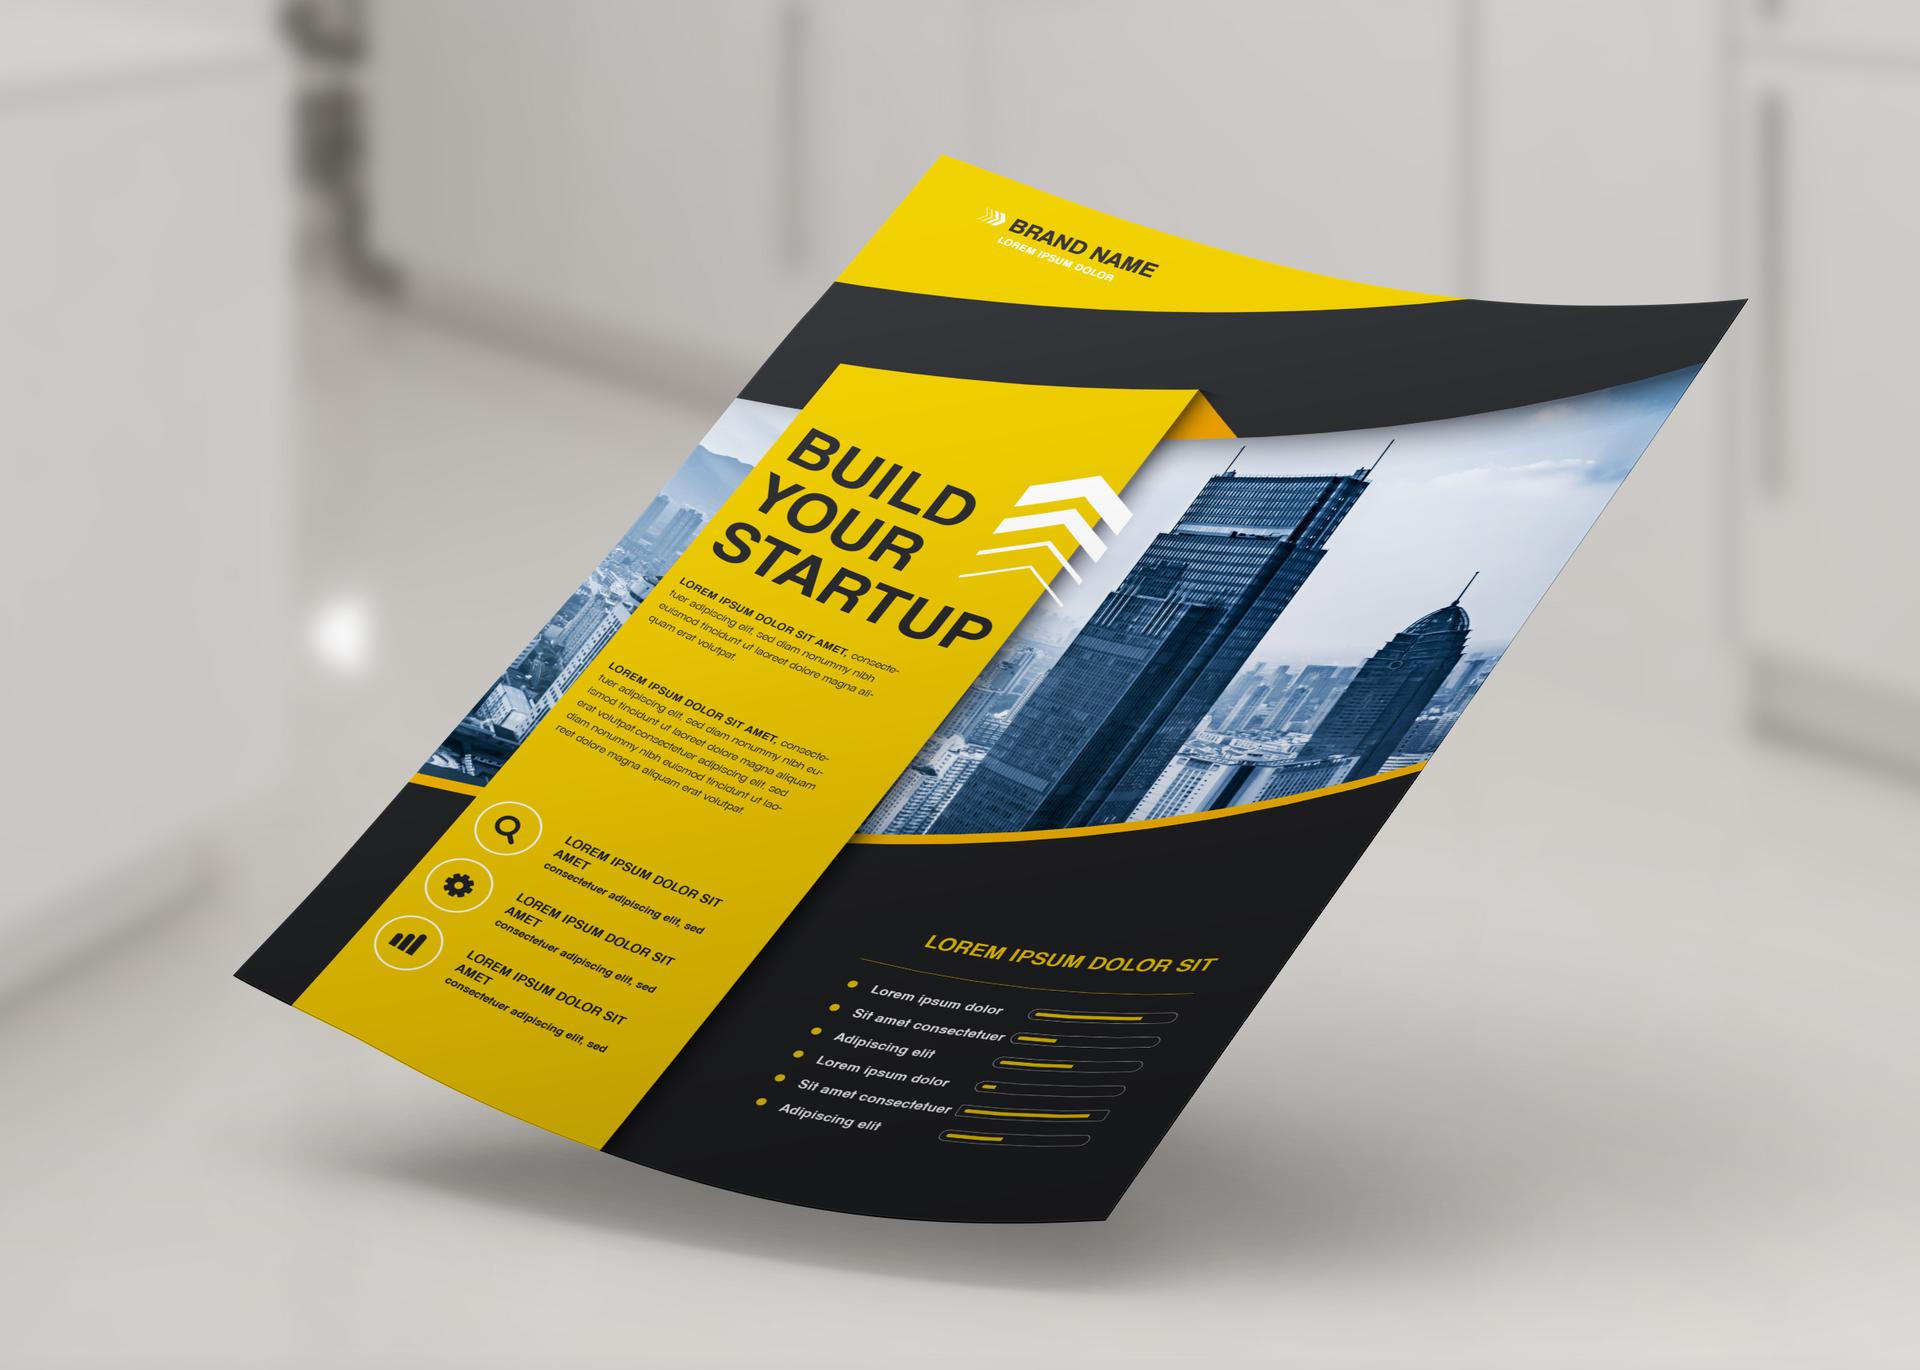 BRAND NAME
LOREM IPSUM DOLOR
BUILD
YOUR
STARTUP
LOREM IPSUM DOLOR SIT AMET, consecte-
tuer adipiscing elit, sed diam nonummy nibh
euismod tincidunt ut laoreet dolore magna ali-
quam erat volutpat.
LOREM IPSUM DOLOR SIT AMET, consecte-
tuer adipiscing elit, sed diam nonummy nibh eu-
ismod tincidunt ut laoreet dolore magna aliquam
erat volutpat.consectetuer adipiscing elit, sed
diam nonummy nibh euismod tincidunt ut lao-
reet dolore magna aliquam erat volutpat.
LOREM IPSUM DOLOR SIT
AMET
consectetuer adipiscing elit, sed
LOREM IPSUM DOLOR SIT
AMET
consectetuer adipiscing elit, sed
LOREM IPSUM DOLOR SIT
AMET
consectetuer adipiscing elit, sed
LOREM IPSUM DOLOR SIT
Lorem ipsum dolor
Sit amet consectetuer
Adipiscing elit
Lorem ipsum dolor
Sit amet consectetuer
Adipiscing elit